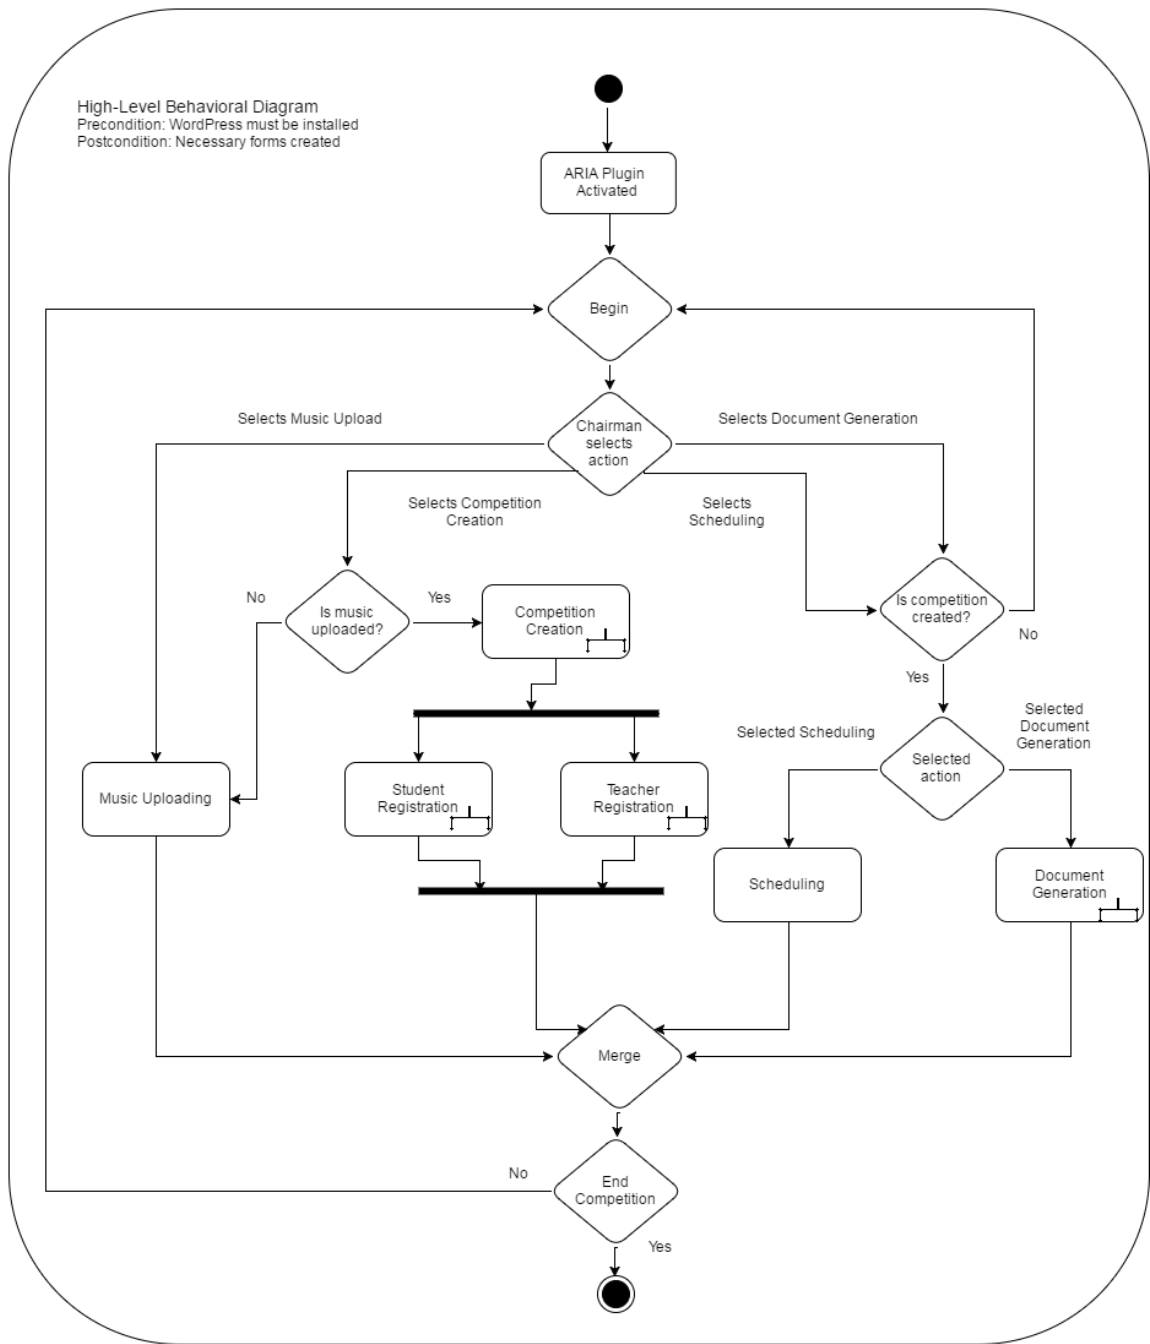 High-Level Behavioral Diagram
Precondition: WordPress must be installed
Postcondition: Necessary forms created
ARIA Plugin
Activated
Begin
Selects Music Upload
Chairman
selects
action
Selects Document Generation
Selects Competition
Creation
Selects
Scheduling
No
Is music
uploaded?
Yes
Competition
Creation
Is competition
created?
No
Yes
Selected Scheduling
Selected
Document
Generation
Selected
action
Music Uploading
Student
Registration
Teacher
Registration
Scheduling
Document
Generation
Merge
No
End
Competition
Yes